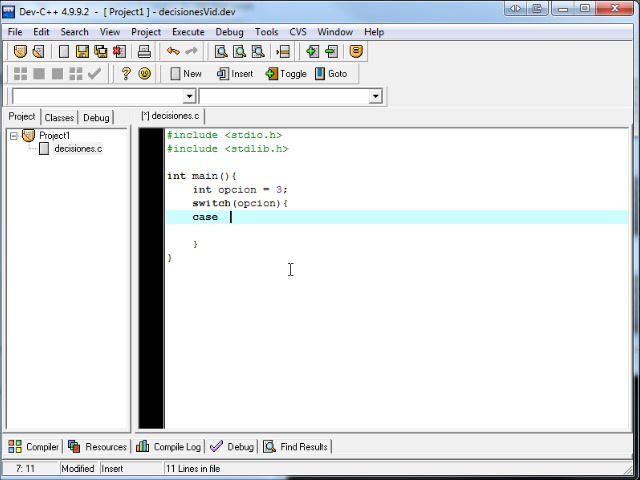 Dev-C++ 4.9.9.2 - [ Project1 ] - decisionesVid.dev
File Edit Search View Project Execute Debug Tools CVS Window Help
New Insert Toggle Goto
Project Classes Debug
[*] decisiones.c
Project1
decisiones.c
#include <stdio.h>
#include <stdlib.h>
int main(){
int opcion = 3;
switch(opcion){
case
}
}
Compiler Resources Compile Log Debug Find Results
7: 11 Modified Insert 11 Lines in file